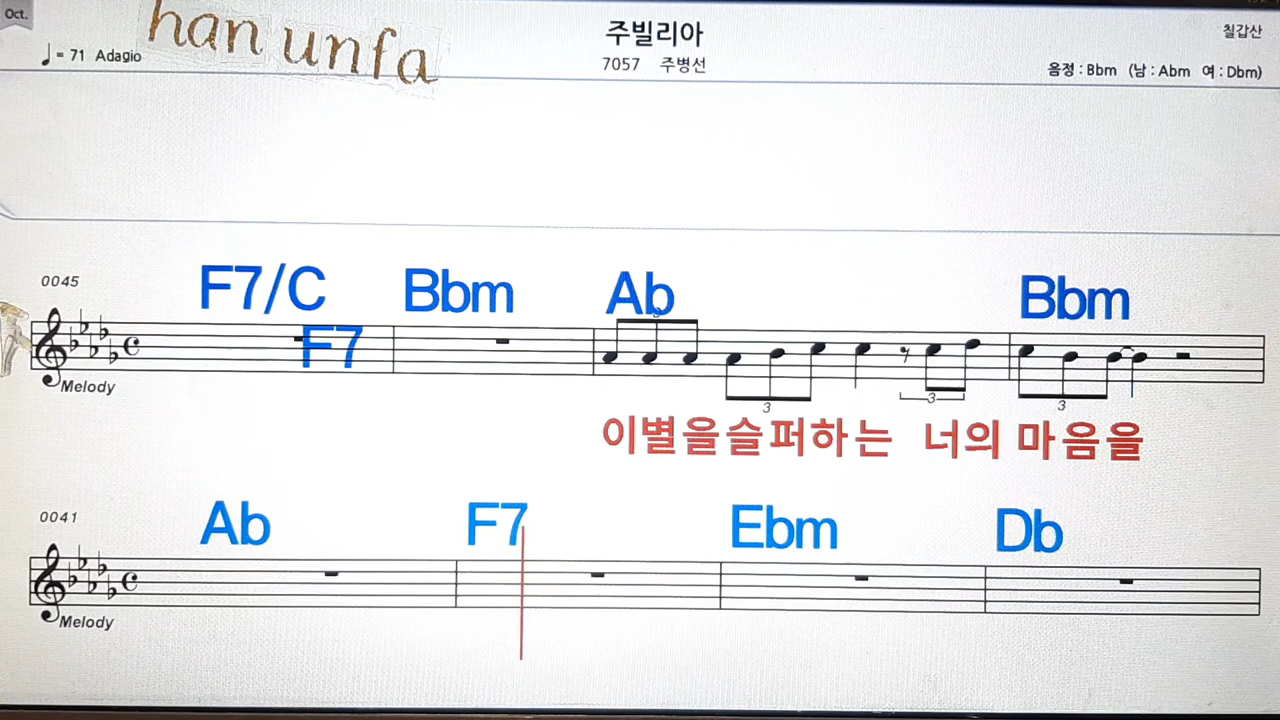 Oct.
han unfa
♩ = 71 Adagio
주빌리아
7057 주병선
칠갑산
음정 : Bbm (남 : Abm 여 : Dbm)
0045
F7/C Bbm Ab Bbm
F7
3
Melody
3 3 3
이별을슬퍼하는 너의 마음을
0041
Ab F7 Ebm Db
Melody